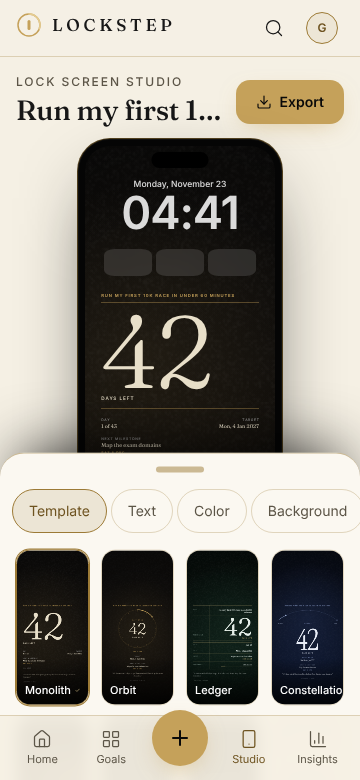 LOCKSTEP
G
LOCK SCREEN STUDIO
Run my first 1...
Export
Monday, November 23
04:41
RUN MY FIRST 10K RACE IN UNDER 60 MINUTES
42
DAYS LEFT
DAY
TARGET
1 of 43
Mon, 4 Jan 2027
NEXT MILESTONE
Map the exam domains
Template
Text
Color
Background
42
42
42
42
Monolith
Orbit
Ledger
Constellatio
Home
Goals
Studio
Insights